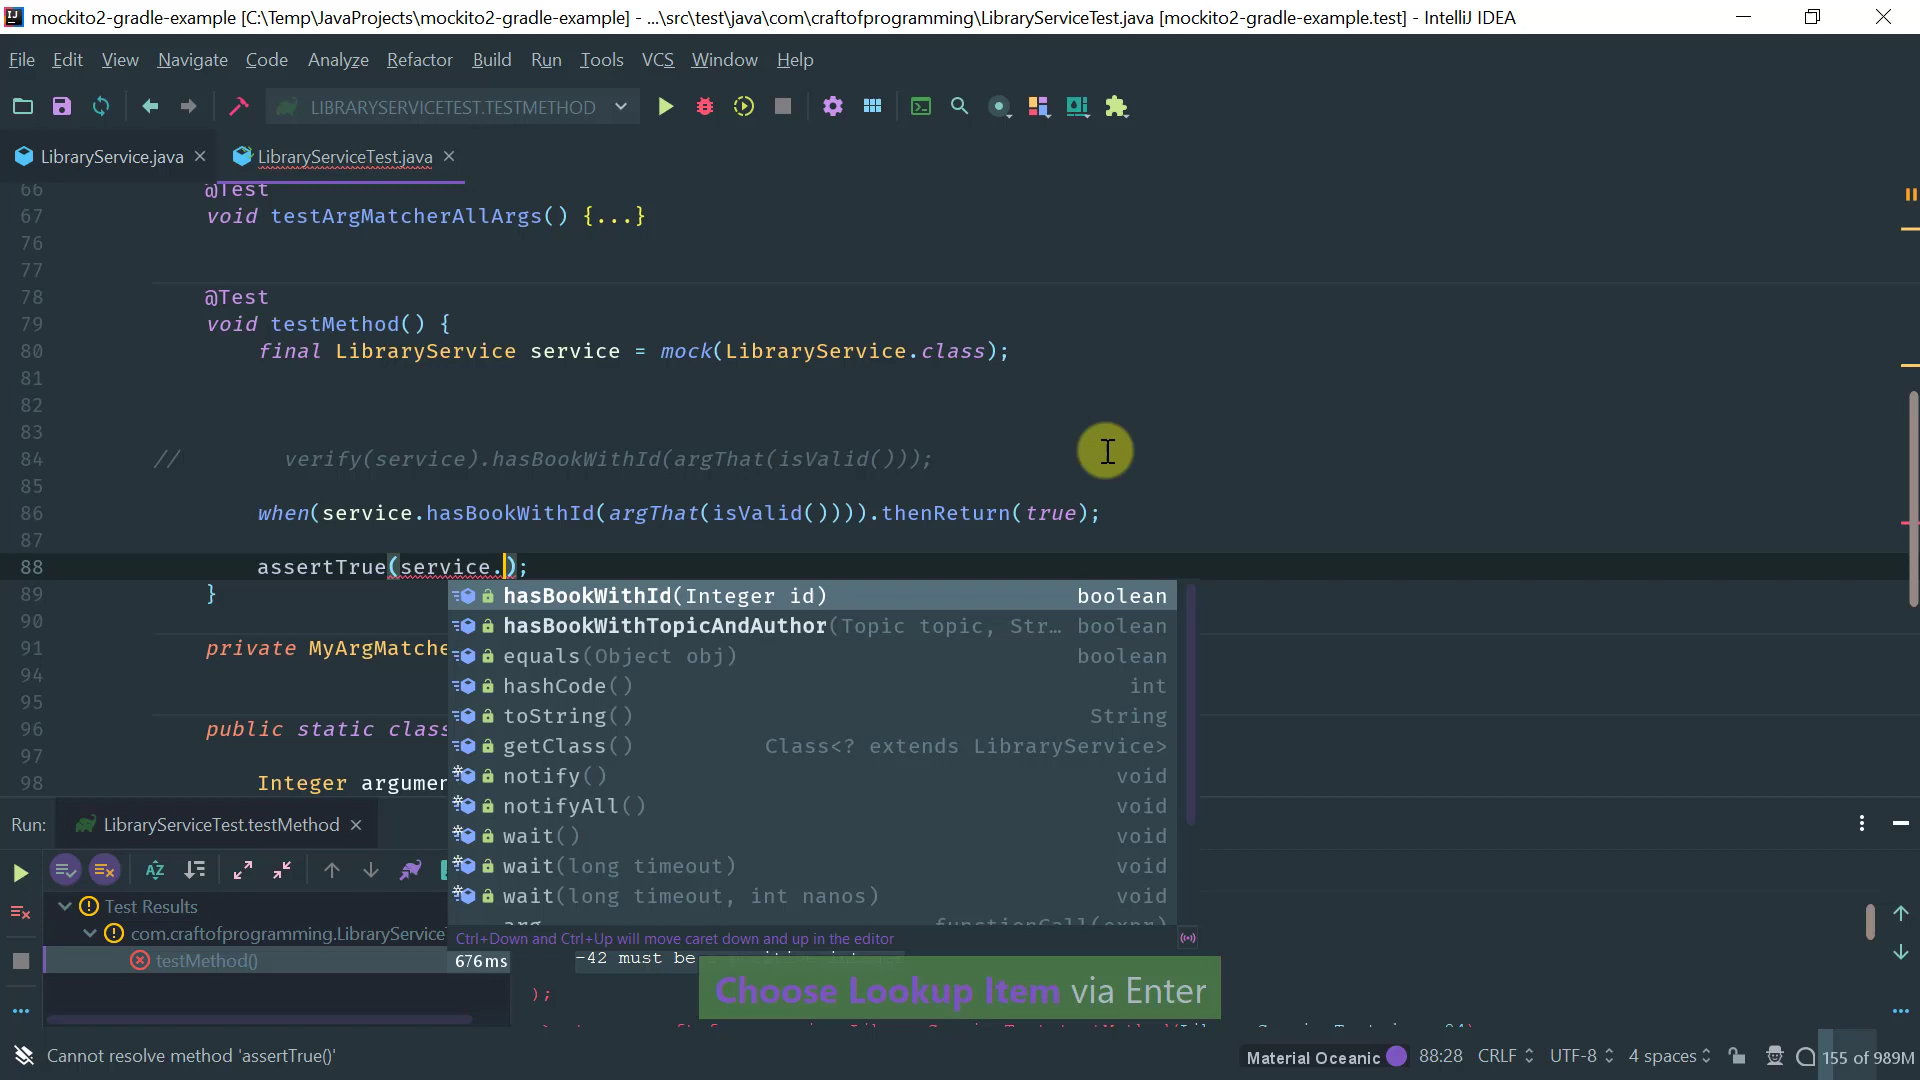 mockito2-gradle-example [C:\Temp\JavaProjects\mockito2-gradle-example] - ...\src\test\java\com\craftofprogramming\LibraryServiceTest.java [mockito2-gradle-example.test] - IntelliJ IDEA
File Edit View Navigate Code Analyze Refactor Build Run Tools VCS Window Help
LIBRARYSERVICETEST.TESTMETHOD
LibraryService.java LibraryServiceTest.java
66 @Test
67 void testArgMatcherAllArgs() {...}
76
77
78 @Test
79 void testMethod() {
80 final LibraryService service = mock(LibraryService.class);
81
82
83
84 // verify(service).hasBookWithId(argThat(isValid()));
85
86 when(service.hasBookWithId(argThat(isValid()))).thenReturn(true);
87
88 assertTrue(service.);
89 }
90
91 private MyArgMatche
94
95
96 public static class
97
98 Integer argumen
hasBookWithId(Integer id) boolean
hasBookWithTopicAndAuthor(Topic topic, Str... boolean
equals(Object obj) boolean
hashCode() int
toString() String
getClass() Class<? extends LibraryService>
notify() void
notifyAll() void
wait() void
wait(long timeout) void
wait(long timeout, int nanos) void
arg functionCall(expr)
Ctrl+Down and Ctrl+Up will move caret down and up in the editor
Run: LibraryServiceTest.testMethod
Test Results
com.craftofprogramming.LibraryService
testMethod() 676ms
-42 must be
);
Choose Lookup Item via Enter
Cannot resolve method 'assertTrue()'
Material Oceanic 88:28 CRLF UTF-8 4 spaces 155 of 989M